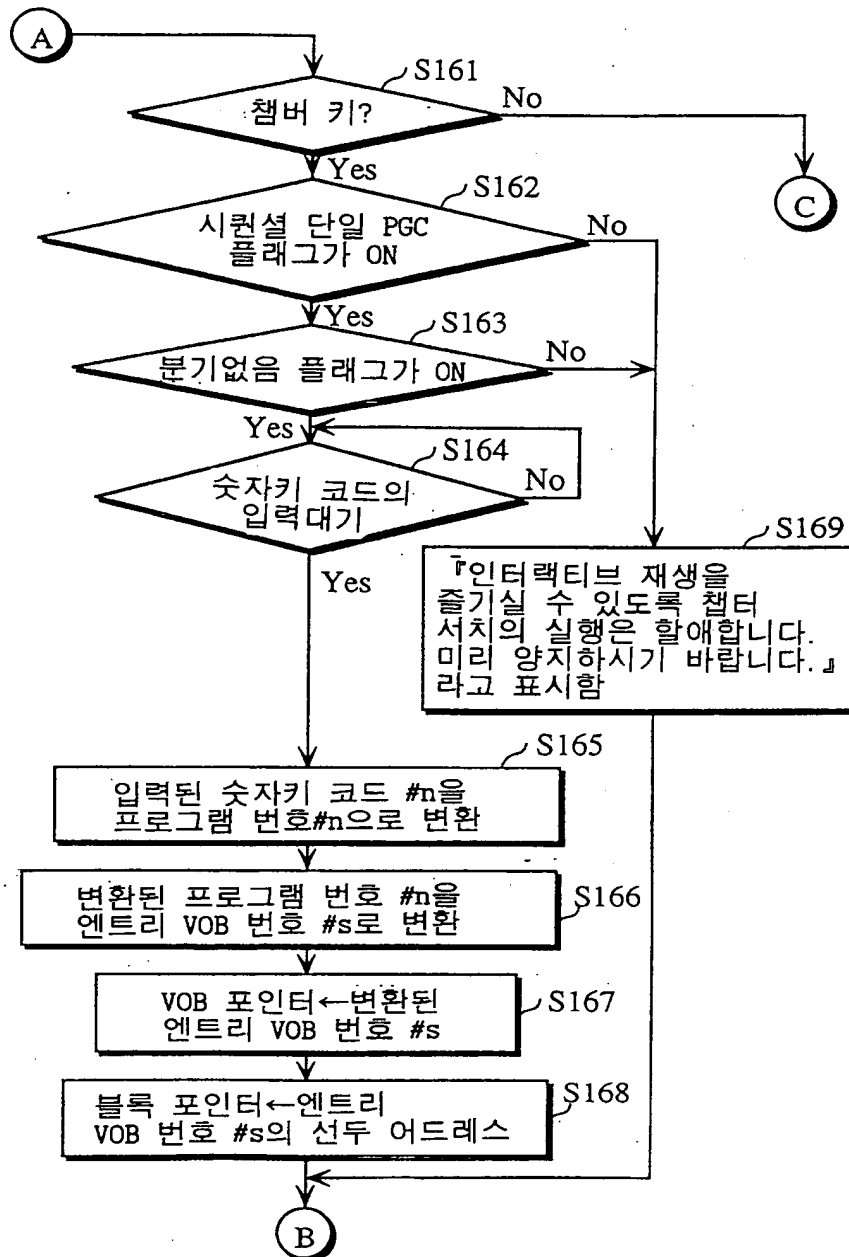 A
S161
챔버 키?
No
Yes
C
S162
시퀀셜 단일 PGC
플래그가 ON
No
Yes
S163
분기없음 플래그가 ON
No
Yes
S164
숫자키 코드의
입력대기
No
Yes
S169
『인터랙티브 재생을
즐기실 수 있도록 챕터
서치의 실행은 할애합니다.
미리 양지하시기 바랍니다.』
라고 표시함
S165
입력된 숫자키 코드 #n을
프로그램 번호#n으로 변환
변환된 프로그램 번호 #n을
엔트리 VOB 번호 #s로 변환
S166
VOB 포인터←변환된
엔트리 VOB 번호 #s
S167
블록 포인터←엔트리
VOB 번호 #s의 선두 어드레스
S168
B